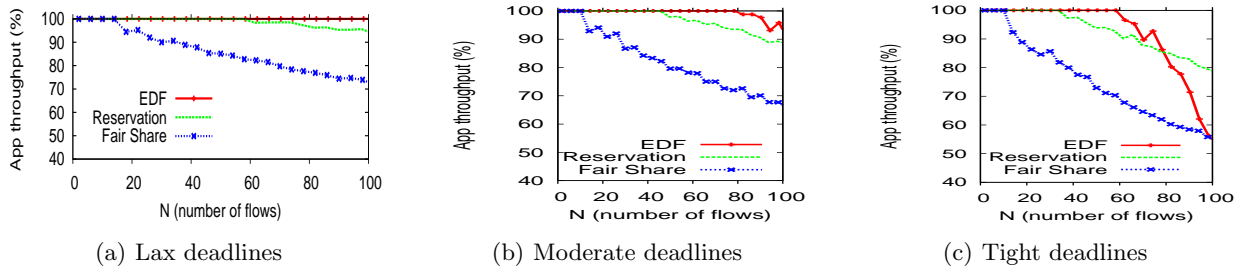 App throughput (%)
100
90
80
70
60
50
40
EDF
Reservation
Fair Share
0 20 40 60 80 100
N (number of flows)
(a) Lax deadlines
App throughput (%)
100
90
80
70
60
50
40
EDF
Reservation
Fair Share
0 20 40 60 80 100
N (number of flows)
(b) Moderate deadlines
App throughput (%)
100
90
80
70
60
50
40
EDF
Reservation
Fair Share
0 20 40 60 80 100
N (number of flows)
(c) Tight deadlines